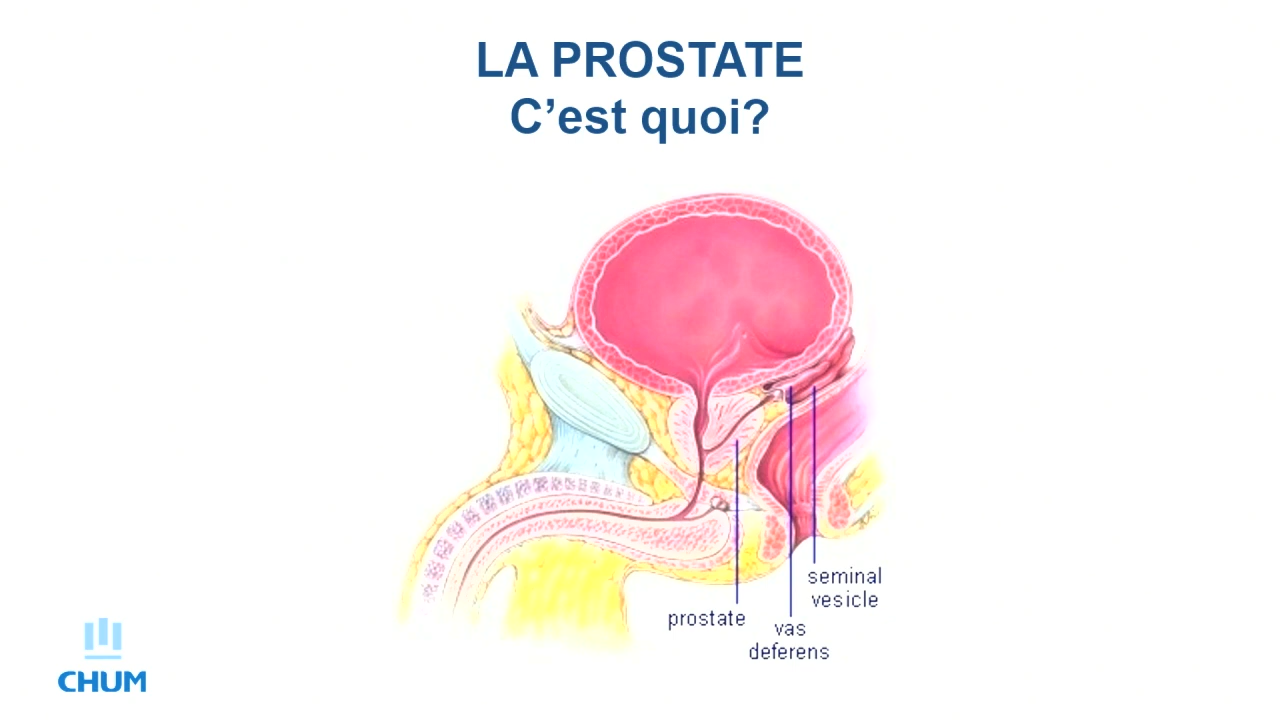 LA PROSTATE
C’est quoi?
seminal
vesicle
prostate
vas
deferens
CHUM